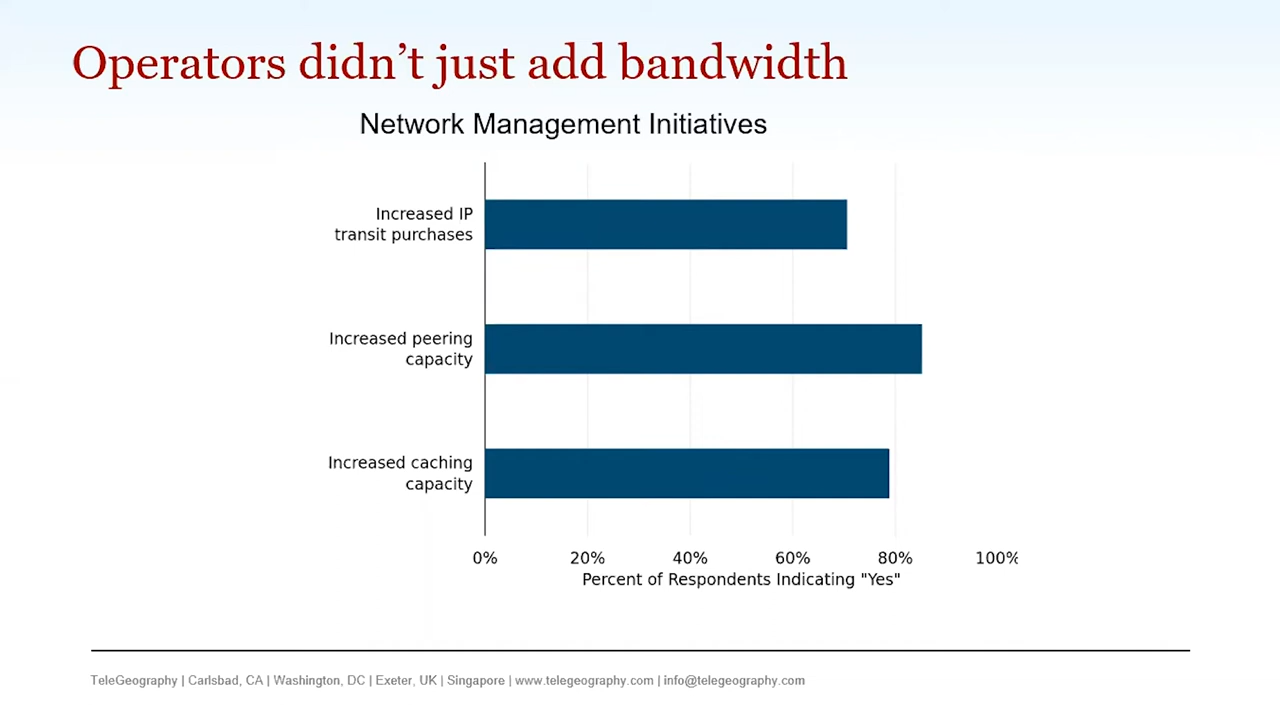 Operators didn’t just add bandwidth
Network Management Initiatives
Increased IP
transit purchases
Increased peering
capacity
Increased caching
capacity
0% 20% 40% 60% 80% 100%
Percent of Respondents Indicating "Yes"
TeleGeography | Carlsbad, CA | Washington, DC | Exeter, UK | Singapore | www.telegeography.com | info@telegeography.com